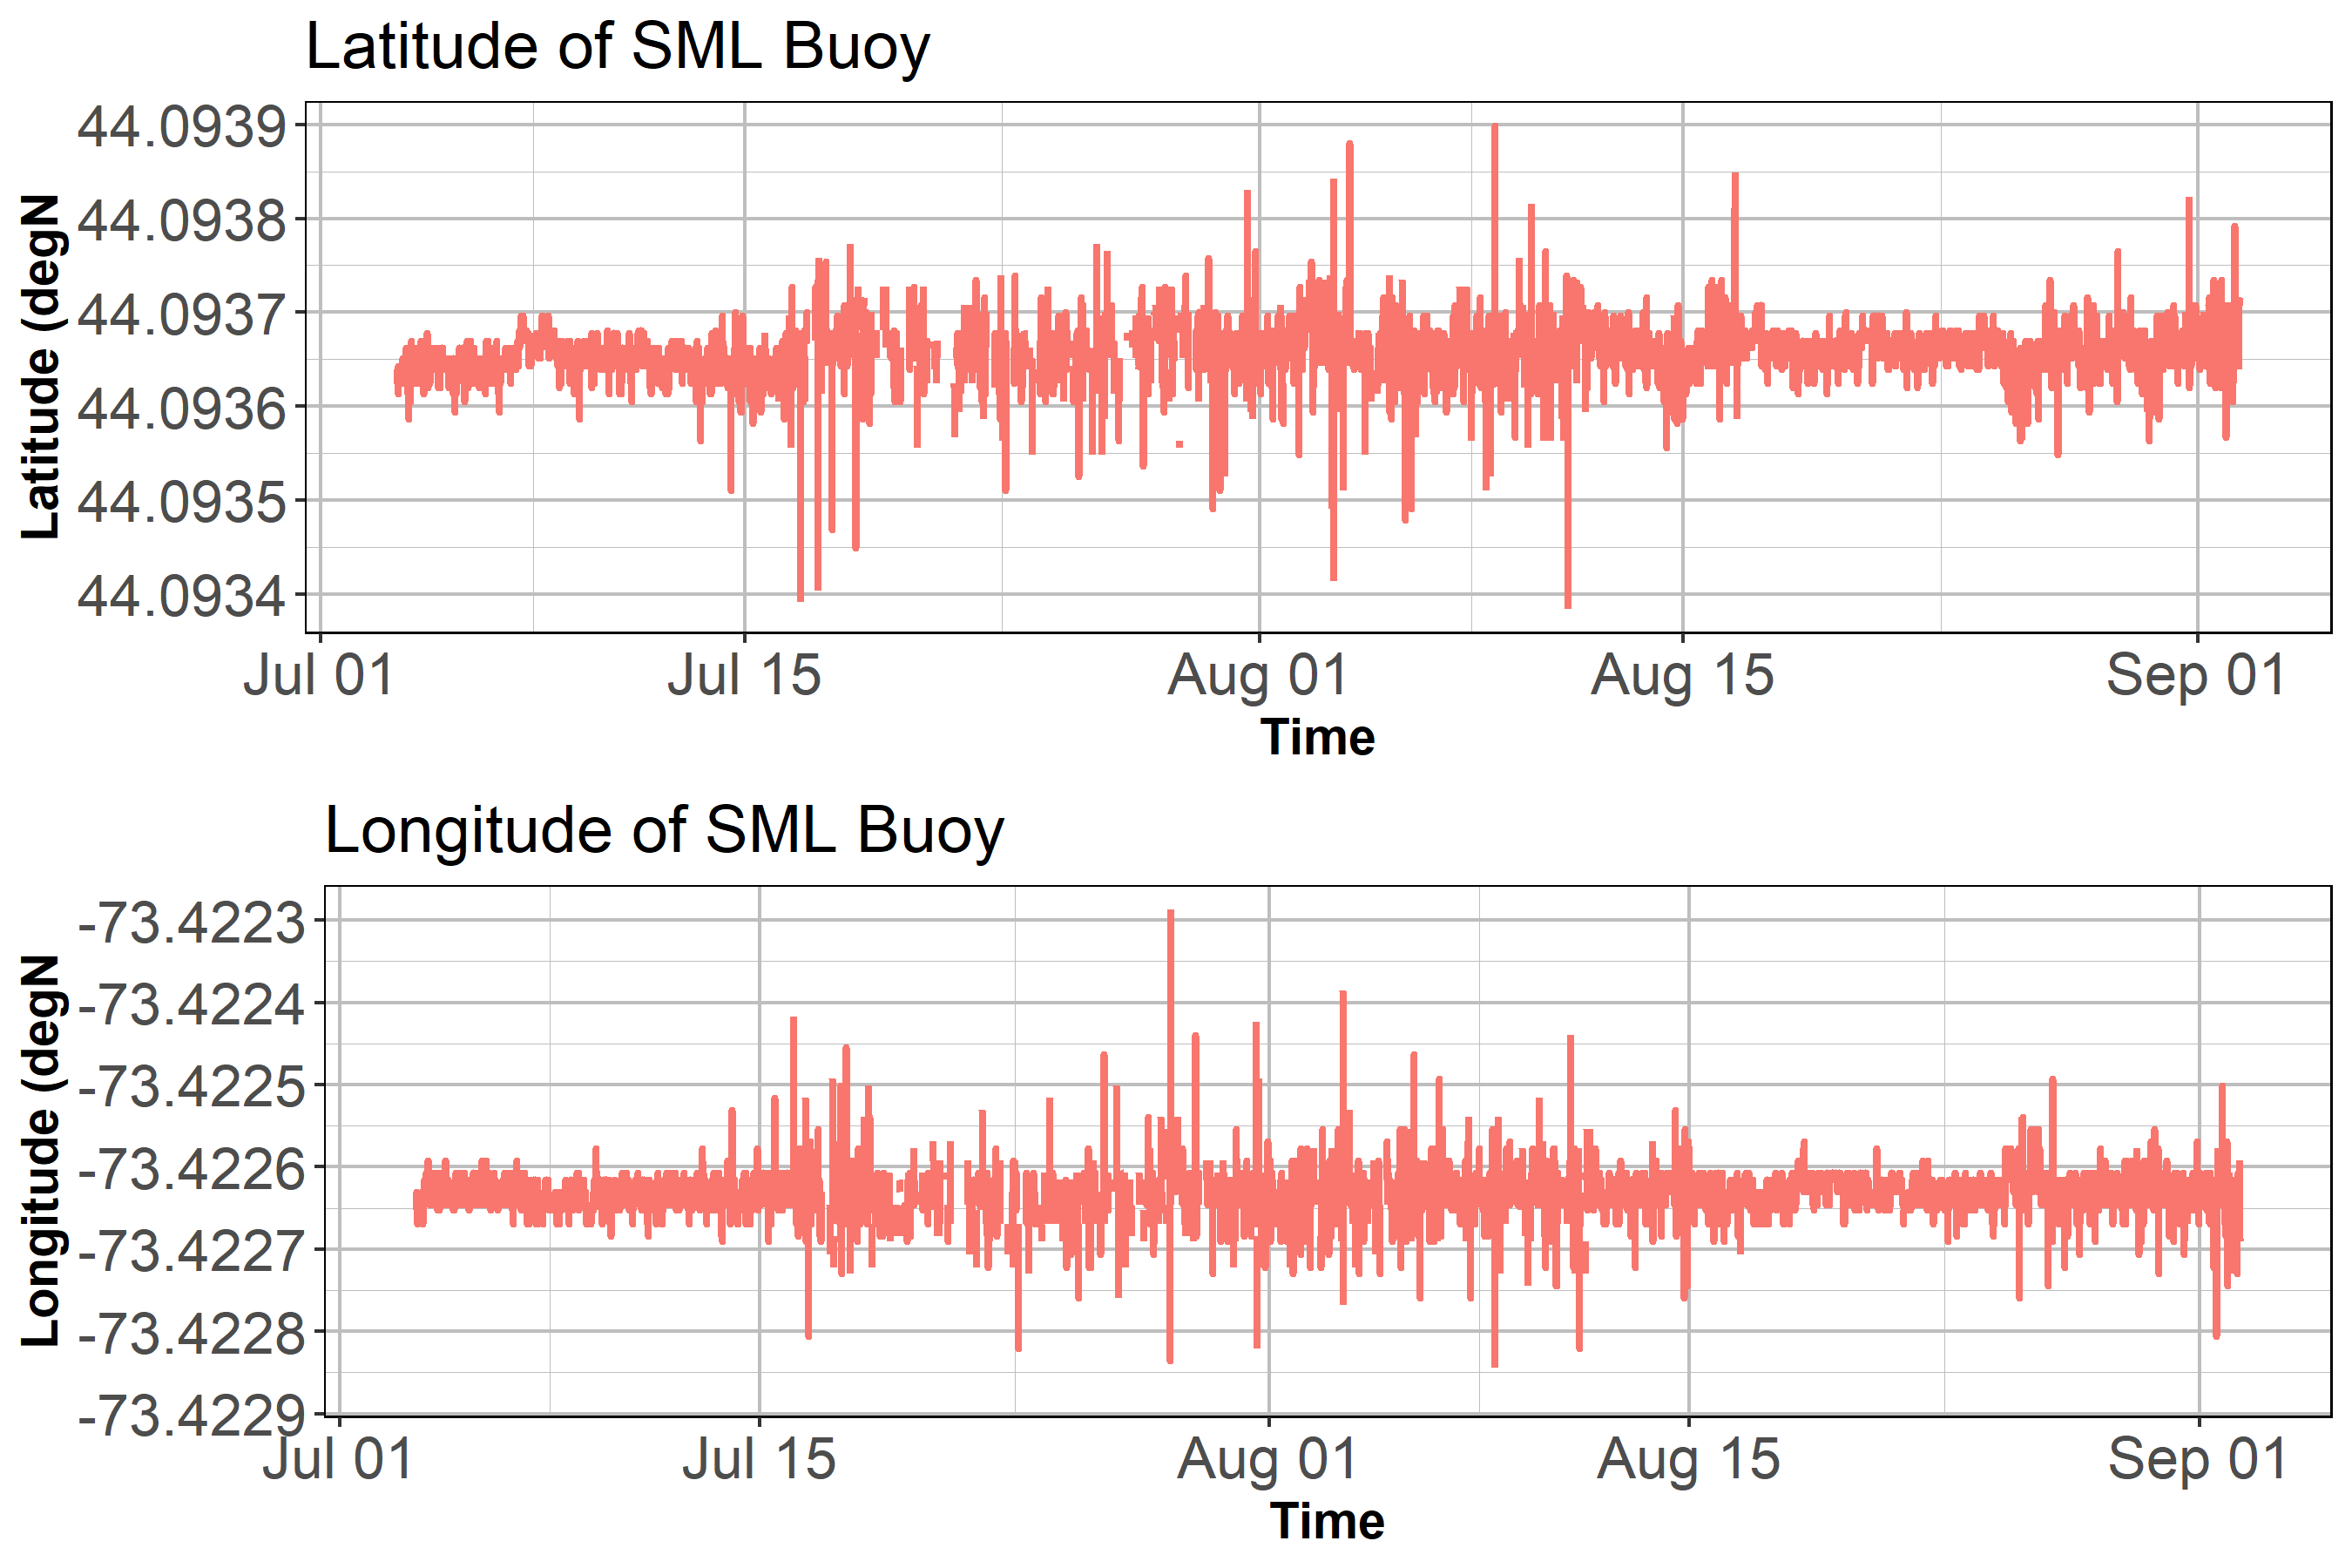 Latitude of SML Buoy
Latitude (degN
44.0939
44.0938
44.0937
44.0936
44.0935
44.0934
Jul 01 Jul 15 Aug 01 Aug 15 Sep 01
Time
Longitude of SML Buoy
Longitude (degN
-73.4223
-73.4224
-73.4225
-73.4226
-73.4227
-73.4228
-73.4229
Jul 01 Jul 15 Aug 01 Aug 15 Sep 01
Time